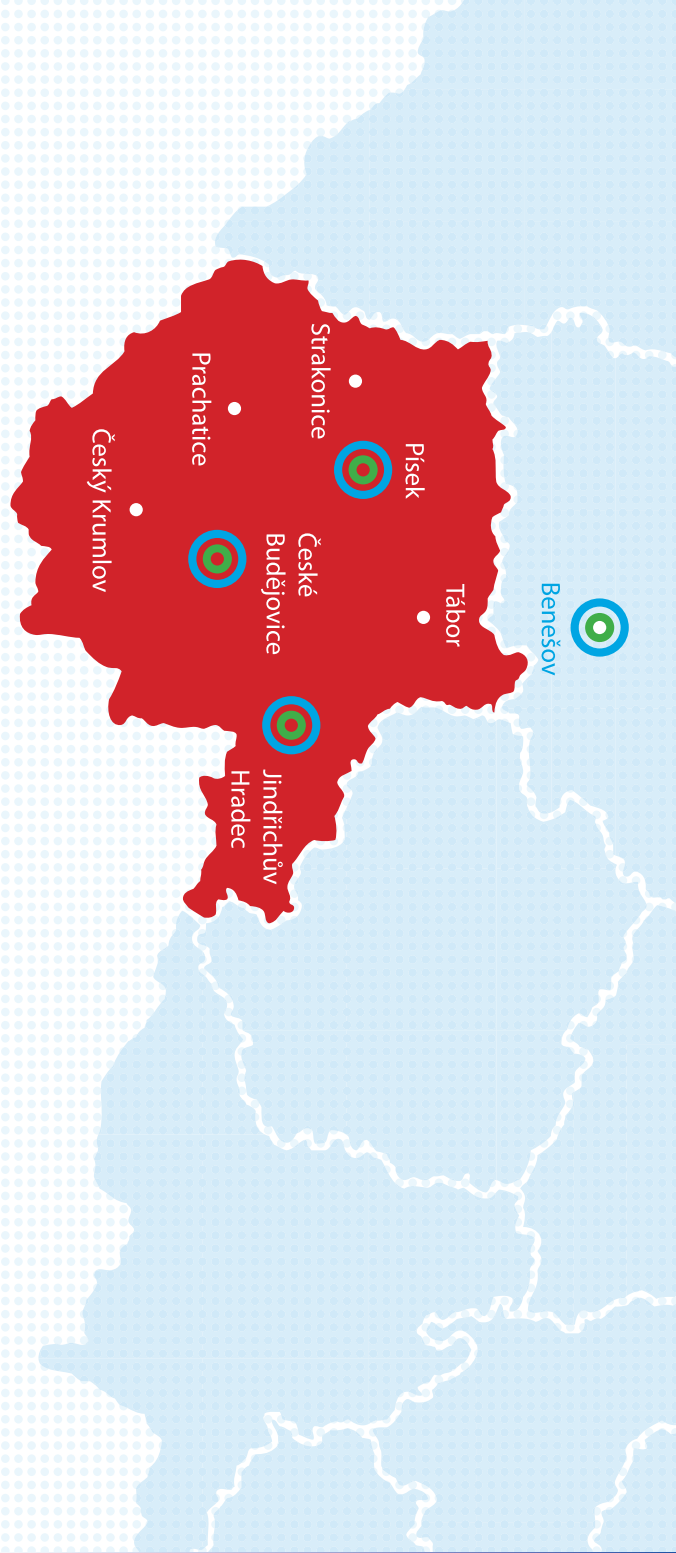 Benešov
Tábor
Písek
Strakonice
České
Budějovice
Jindřichův
Hradec
Prachatice
Český Krumlov